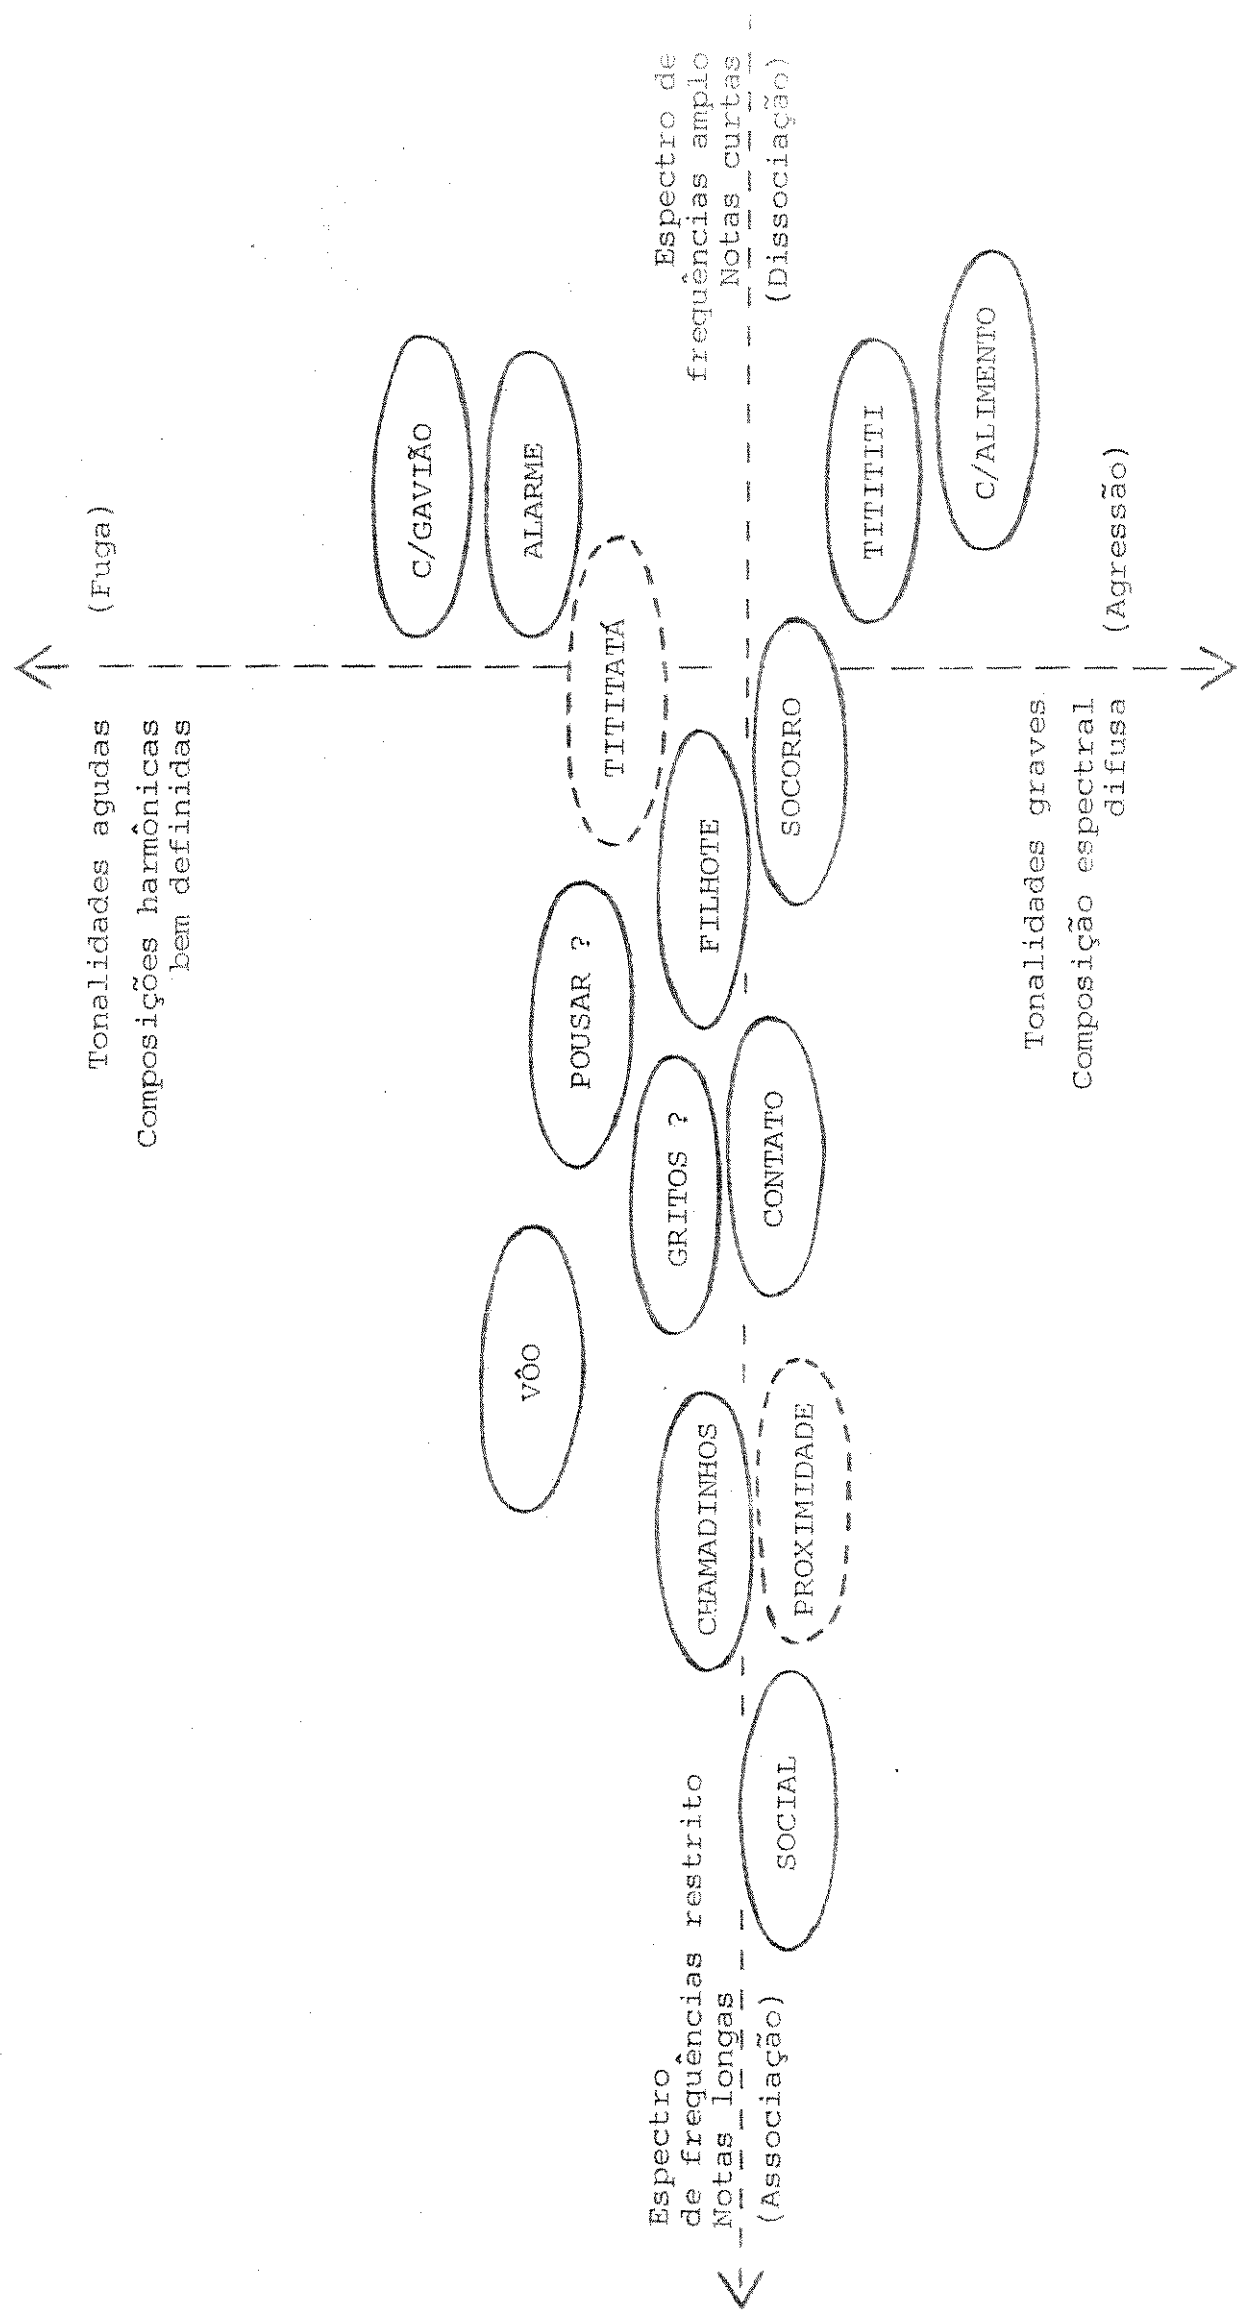 Tonalidades agudas
Composições harmônicas
bem definidas
(Fuga)
C/GAVIÃO
VÔO
ALARME
POUSAR ?
TITITATÁ
Espectro
de frequências restrito
Notas longas
(Associação)
GRITOS ?
CHAMADINHOS
FILHOTE
Espectro de
frequências amplo
Notas curtas
(Dissociação)
SOCIAL
PROXIMIDADE
CONTATO
SOCORRO
TITITITI
C/ALIMENTO
Tonalidades graves
Composição espectral
difusa
(Agressão)